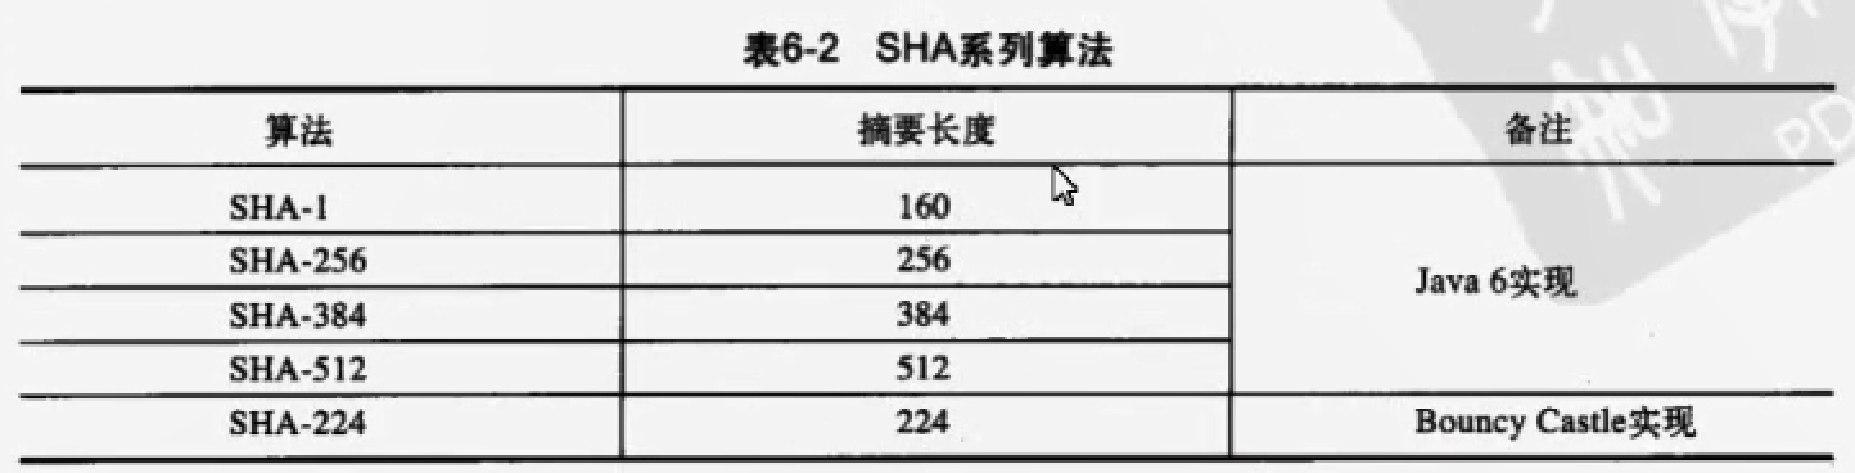 表6-2 SHA系列算法
算法 摘要长度 备注
SHA-1 160
SHA-256 256
Java 6实现
SHA-384 384
SHA-512 512
SHA-224 224 Bouncy Castle实现
PD